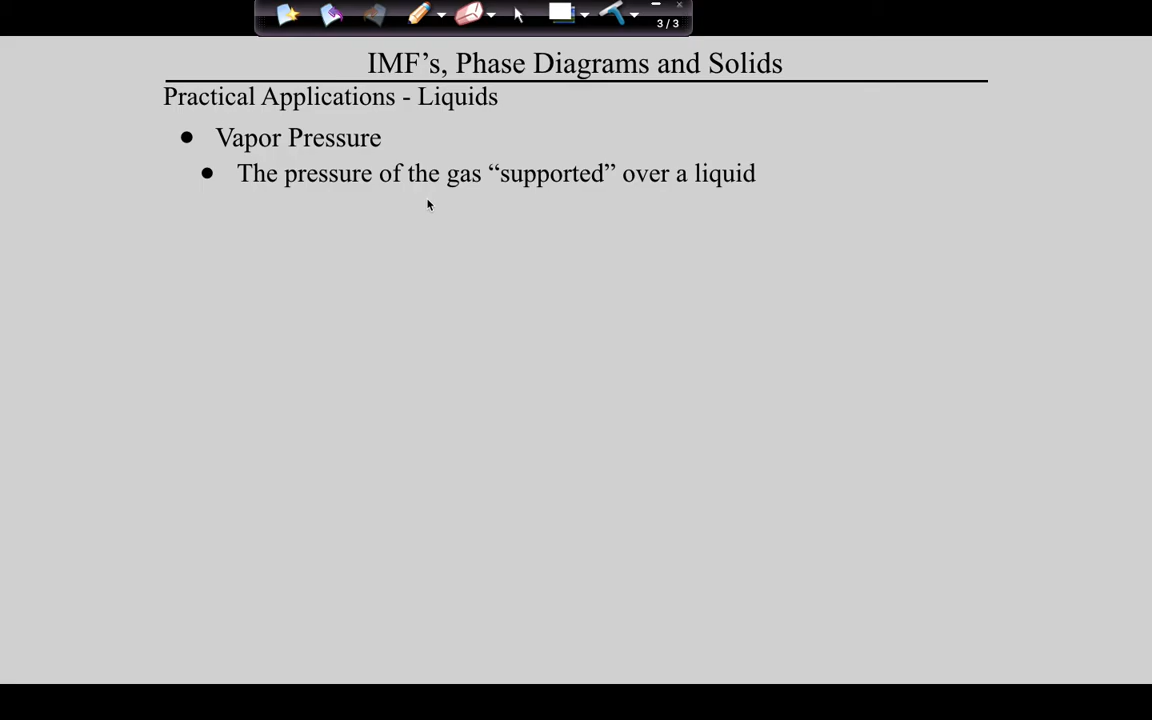 3 / 3
IMF’s, Phase Diagrams and Solids
Practical Applications - Liquids
● Vapor Pressure
● The pressure of the gas “supported” over a liquid